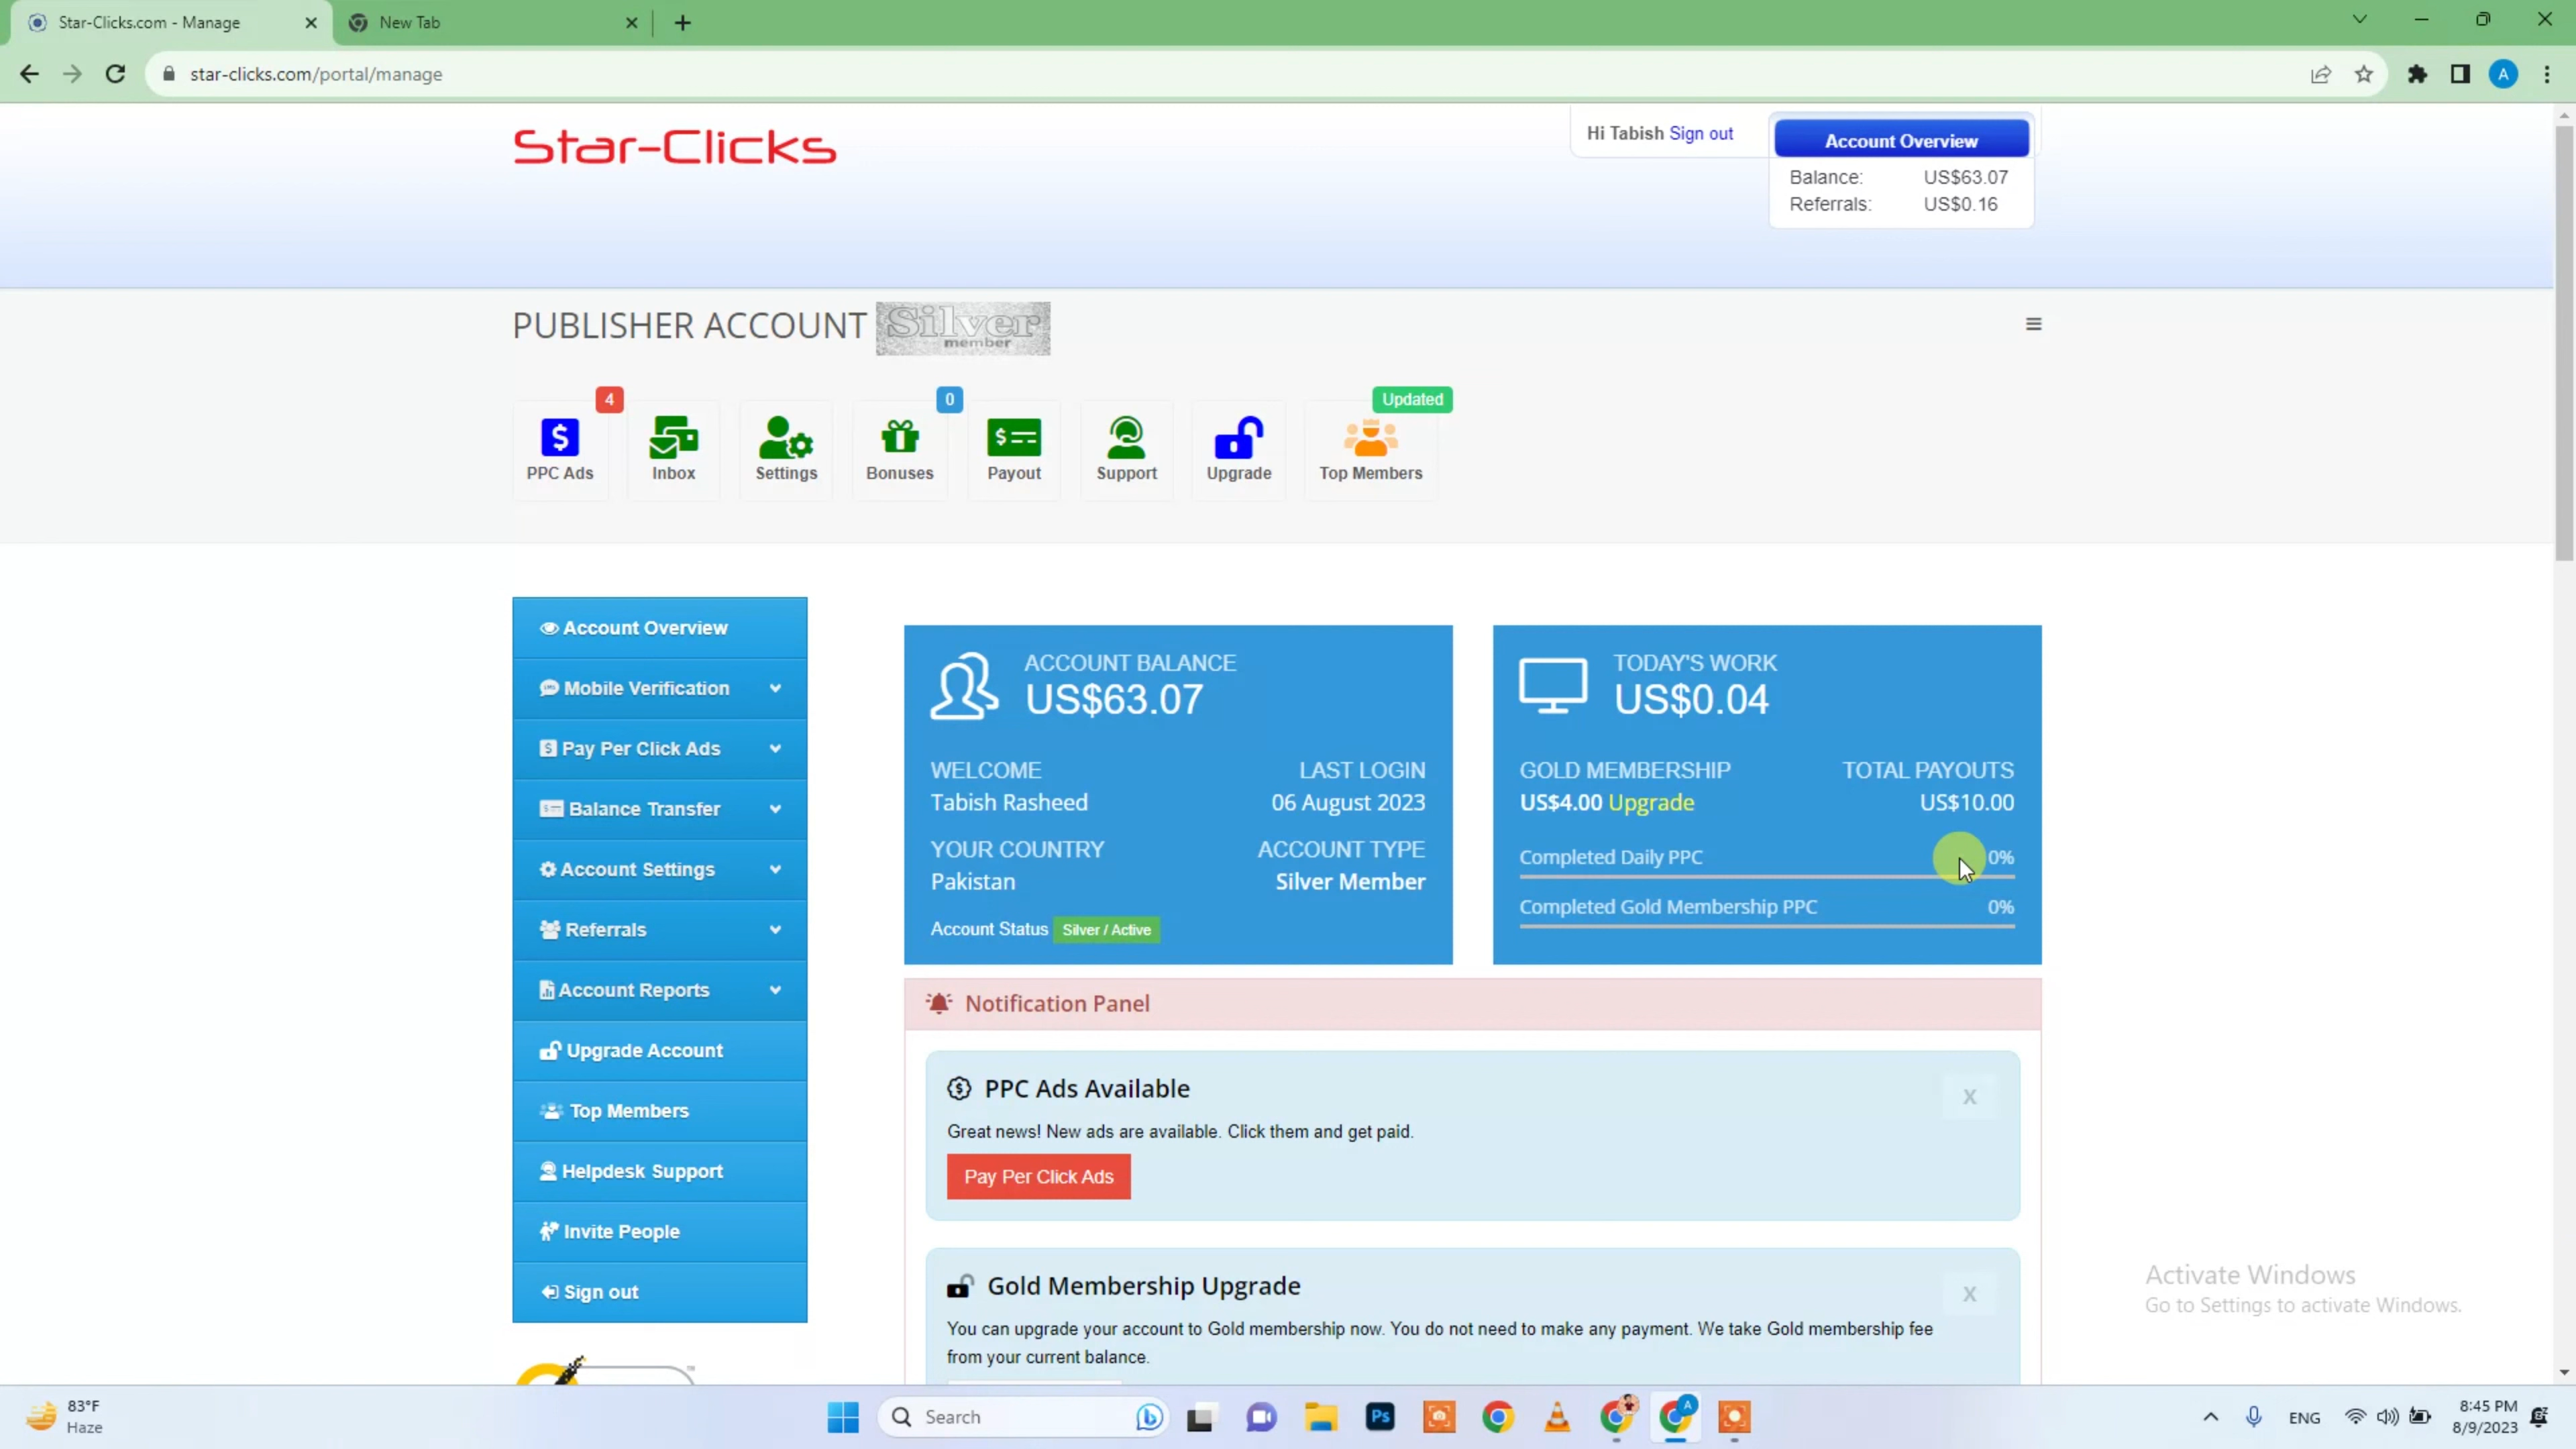 Star-Clicks.com - Manage
New Tab
star-clicks.com/portal/manage
A
Star-Clicks
Hi Tabish Sign out
Account Overview
Balance: US$63.07
Referrals: US$0.16
PUBLISHER ACCOUNT Silver member
4
0
Updated
PPC Ads
Inbox
Settings
Bonuses
Payout
Support
Upgrade
Top Members
Account Overview
Mobile Verification
Pay Per Click Ads
Balance Transfer
Account Settings
Referrals
Account Reports
Upgrade Account
Top Members
Helpdesk Support
Invite People
Sign out
ACCOUNT BALANCE
US$63.07
WELCOME LAST LOGIN
Tabish Rasheed 06 August 2023
YOUR COUNTRY ACCOUNT TYPE
Pakistan Silver Member
Account Status Silver / Active
TODAY'S WORK
US$0.04
GOLD MEMBERSHIP TOTAL PAYOUTS
US$4.00 Upgrade US$10.00
Completed Daily PPC 0%
Completed Gold Membership PPC 0%
Notification Panel
PPC Ads Available
X
Great news! New ads are available. Click them and get paid.
Pay Per Click Ads
Gold Membership Upgrade
X
You can upgrade your account to Gold membership now. You do not need to make any payment. We take Gold membership fee
from your current balance.
Activate Windows
Go to Settings to activate Windows.
83°F
Haze
Search
Ps
A
ENG
8:45 PM
8/9/2023